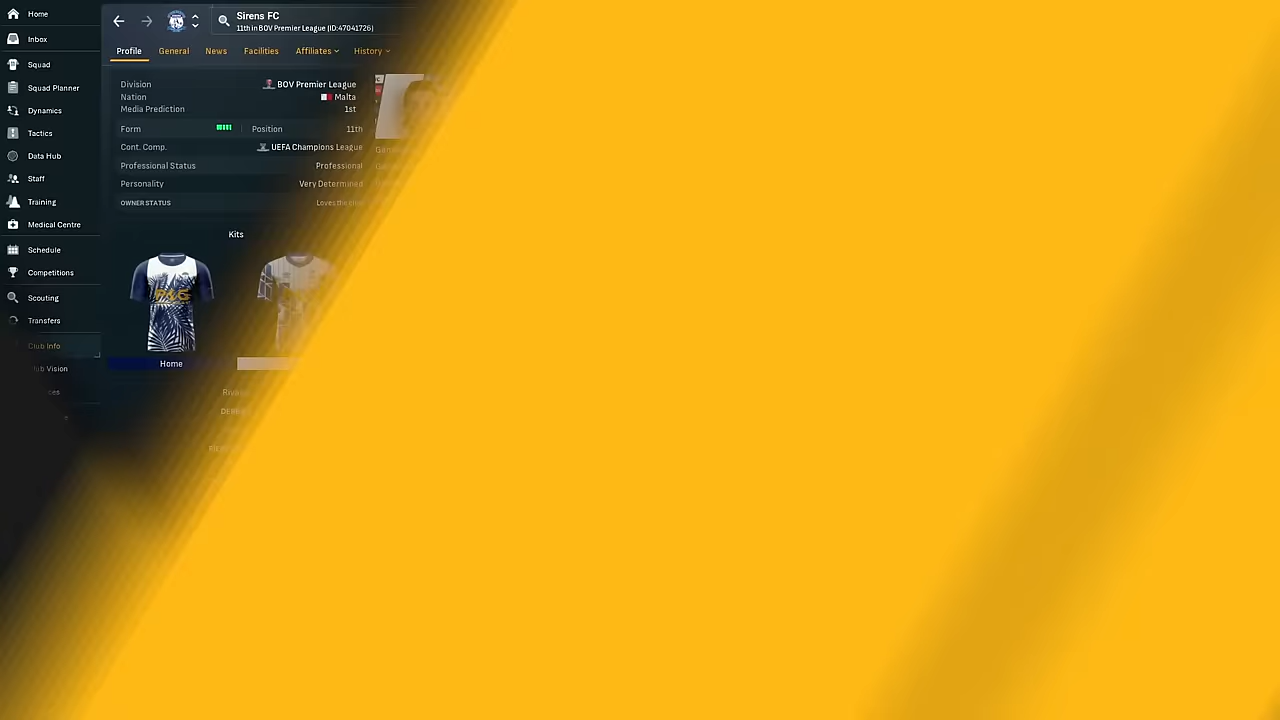 Home
Sirens FC
11th in BOV Premier League (ID:47041726)
Inbox
Profile General News Facilities Affiliates History
Squad
Squad Planner
Dynamics
Tactics
Data Hub
Staff
Training
Medical Centre
Schedule
Competitions
Scouting
Transfers
Club Info
Division BOV Premier League
Nation Malta
Media Prediction 1st
Form Position 11th
Cont. Comp. UEFA Champions League
Professional Status Professional
Personality Very Determined
OWNER STATUS Loves the
Kits
Home